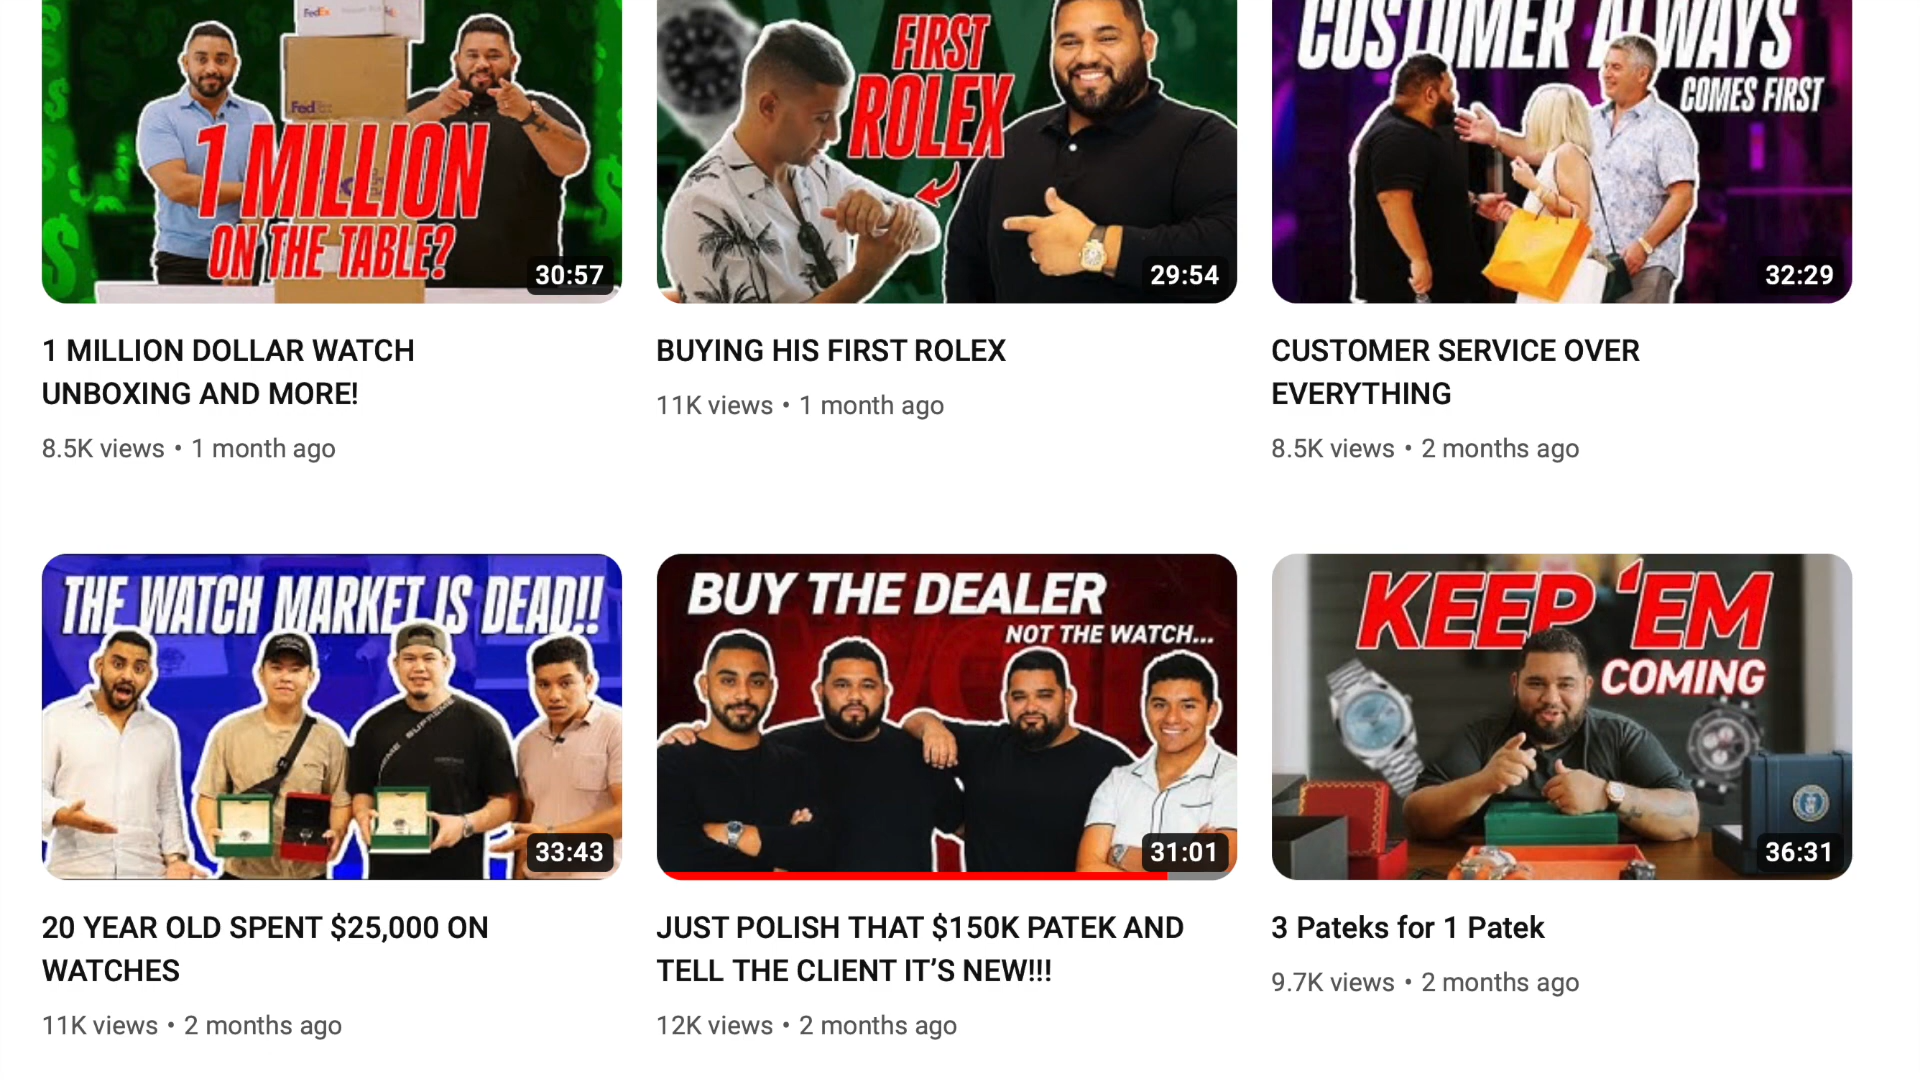 FedEx
FedEx
1 MILLION
ON THE TABLE?
30:57
FIRST
ROLEX
29:54
CUSTOMER ALWAYS
COMES FIRST
32:29
1 MILLION DOLLAR WATCH
UNBOXING AND MORE!
8.5K views • 1 month ago
BUYING HIS FIRST ROLEX
11K views • 1 month ago
CUSTOMER SERVICE OVER
EVERYTHING
8.5K views • 2 months ago
THE WATCH MARKET IS DEAD!!
SUPREME
33:43
BUY THE DEALER
NOT THE WATCH...
31:01
KEEP 'EM
COMING
36:31
20 YEAR OLD SPENT $25,000 ON
WATCHES
11K views • 2 months ago
JUST POLISH THAT $150K PATEK AND
TELL THE CLIENT IT’S NEW!!!
12K views • 2 months ago
3 Pateks for 1 Patek
9.7K views • 2 months ago